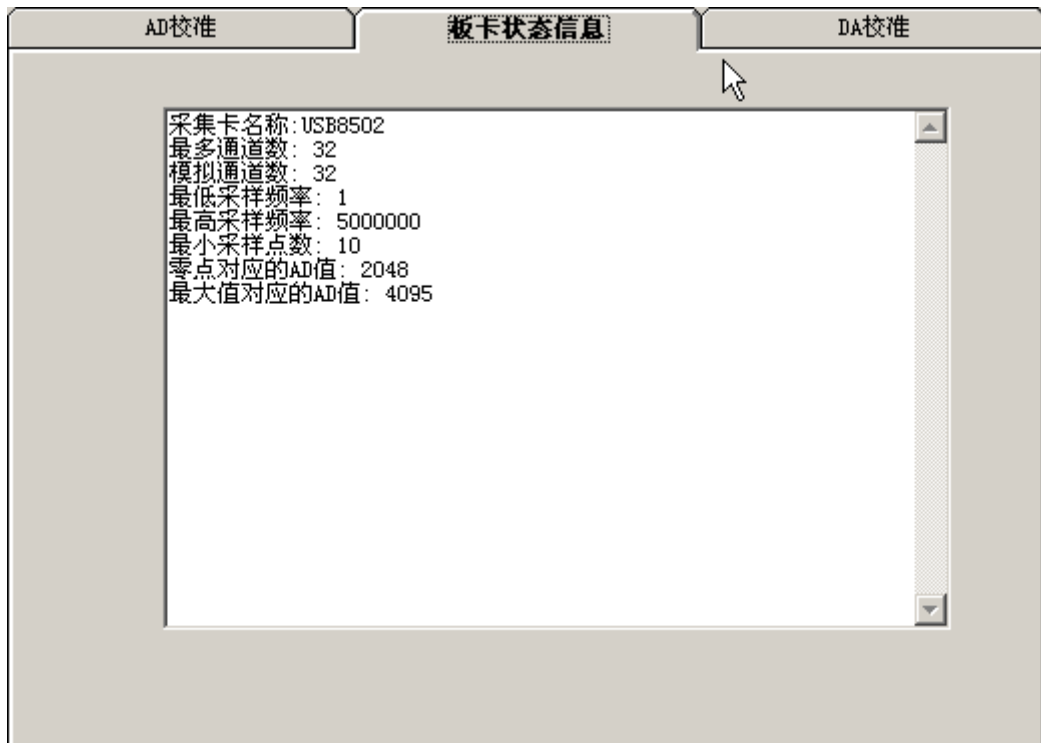 AD校准
板卡状态信息
DA校准
采集卡名称:USB8502
最多通道数: 32
模拟通道数: 32
最低采样频率: 1
最高采样频率: 5000000
最小采样点数: 10
零点对应的AD值: 2048
最大值对应的AD值: 4095